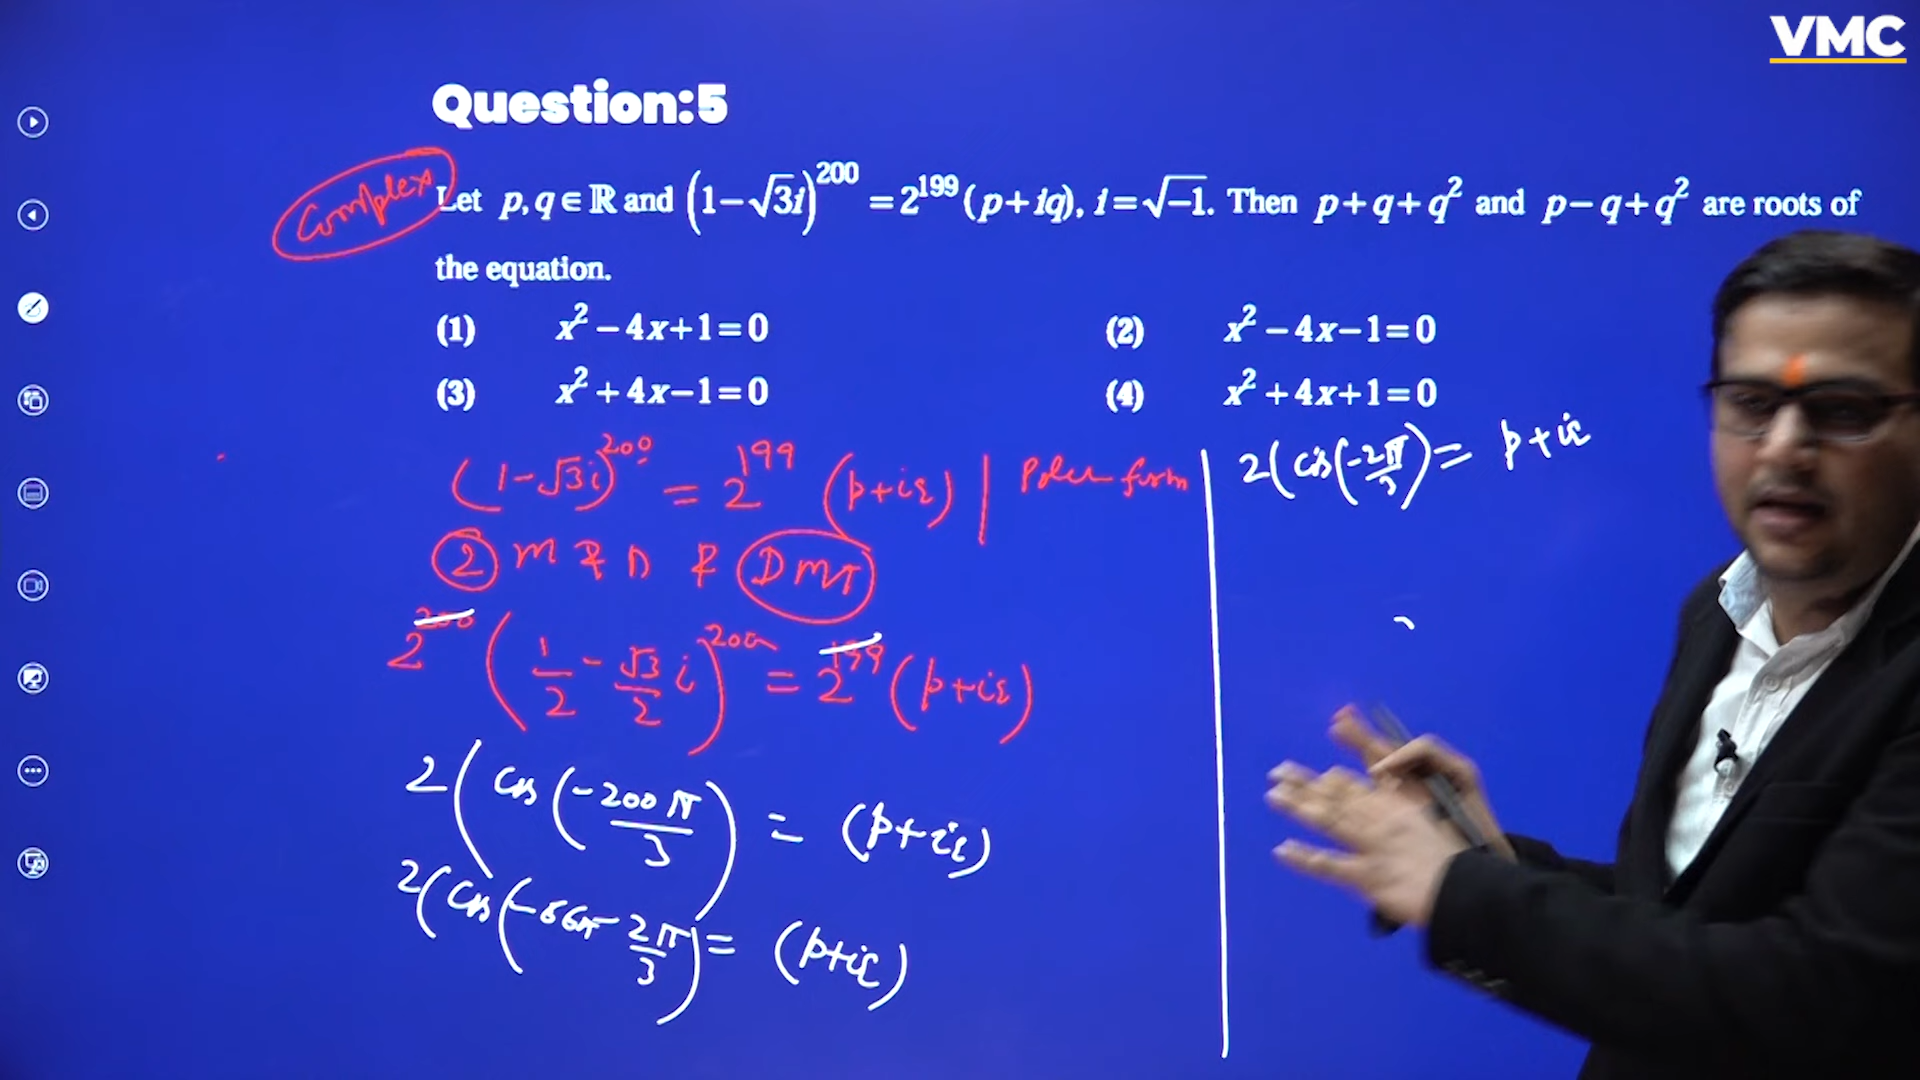 VMC
Question:5
Complex
Let p, q ∈ ℝ and (1−√3i)^200 = 2^199 (p+iq), i=√−1. Then p+q+q² and p−q+q² are roots of
the equation.
(1) x²−4x+1=0 (2) x²−4x−1=0
(3) x²+4x−1=0 (4) x²+4x+1=0
(1-√3i)^200 = 2^199 (p+iq) | Polar form
2 M & D & DMT
2^200 (1/2 - √3/2 i)^200 = 2^199 (p+iq)
2(cis(-200π/3) = (p+iq)
2(cis(-66π-2π/3) = (p+iq)
2(cis(-2π/3) = p+iq